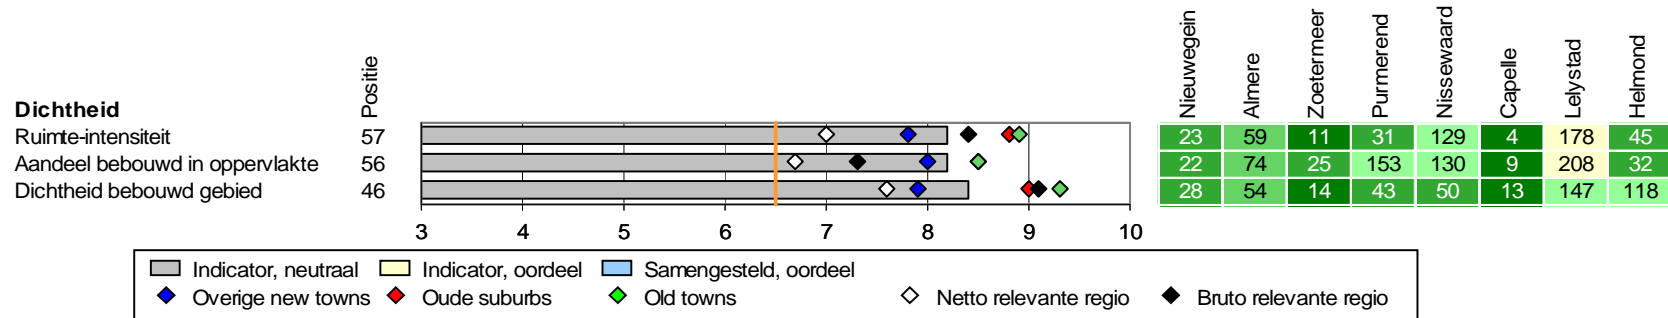 Positie Nieuwegein Almere Zoetermeer Purmerend Nissewaard Capelle Lelystad Helmond
Dichtheid
Ruimte-intensiteit 57 23 59 11 31 129 4 178 45
Aandeel bebouwd in oppervlakte 56 22 74 25 153 130 9 208 32
Dichtheid bebouwd gebied 46 28 54 14 43 50 13 147 118
3 4 5 6 7 8 9 10
Indicator, neutraal Indicator, oordeel Samengesteld, oordeel
Overige new towns Oude suburbs Old towns Netto relevante regio Bruto relevante regio